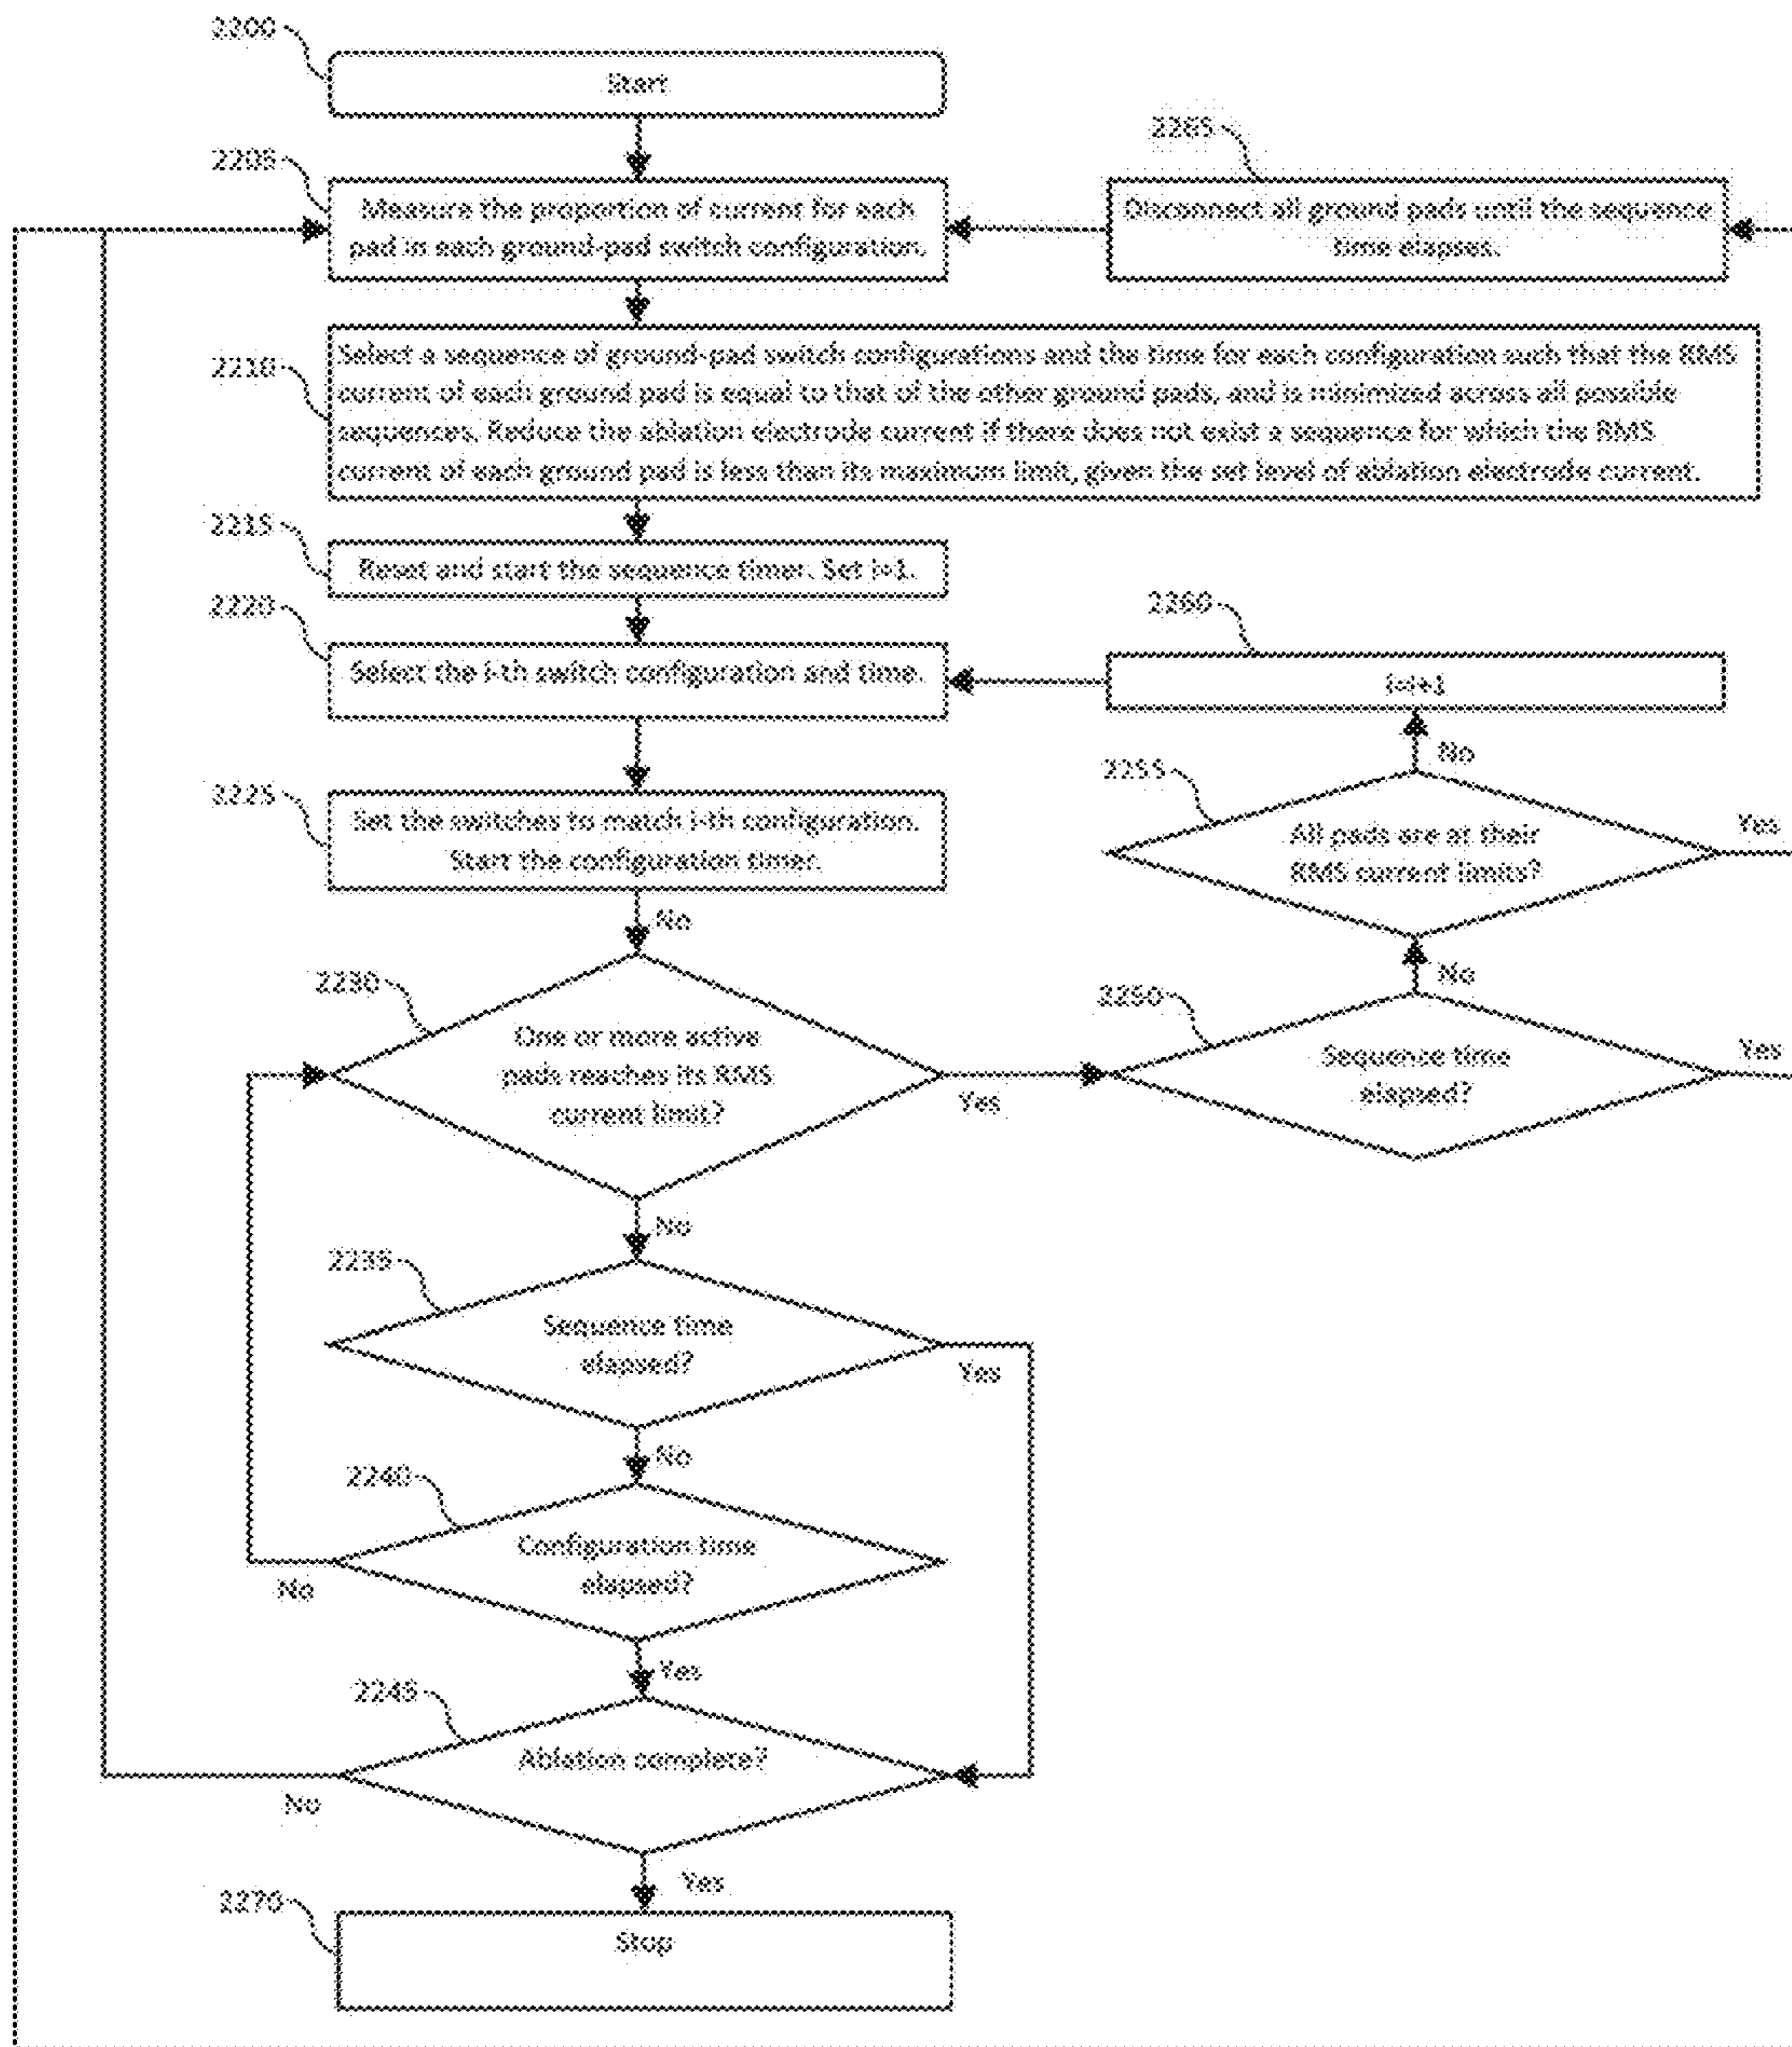 2200
Start
2205
Measure the proportion of current for each
pad in each ground-pad switch configuration.
2265
Disconnect all ground pads until the sequence
time elapses.
2210
Select a sequence of ground-pad switch configurations and the time for each configuration such that the RMS
current of each ground pad is equal to that of the other ground pads, and is minimized across all possible
sequences. Reduce the ablation electrode current if there does not exist a sequence for which the RMS
current of each ground pad is less than its maximum limit, given the set level of ablation electrode current.
2215
Reset and start the sequence timer. Set i=1.
2220
Select the i-th switch configuration and time.
2260
i=i+1
No
2225
Set the switches to match i-th configuration.
Start the configuration timer.
2255
All pads are at their
RMS current limits?
Yes
No
No
2230
One or more active
pads reaches its RMS
current limit?
Yes
2250
Sequence time
elapsed?
Yes
No
2235
Sequence time
elapsed?
Yes
No
2240
Configuration time
elapsed?
No
Yes
2245
Ablation complete?
No
Yes
2270
Stop